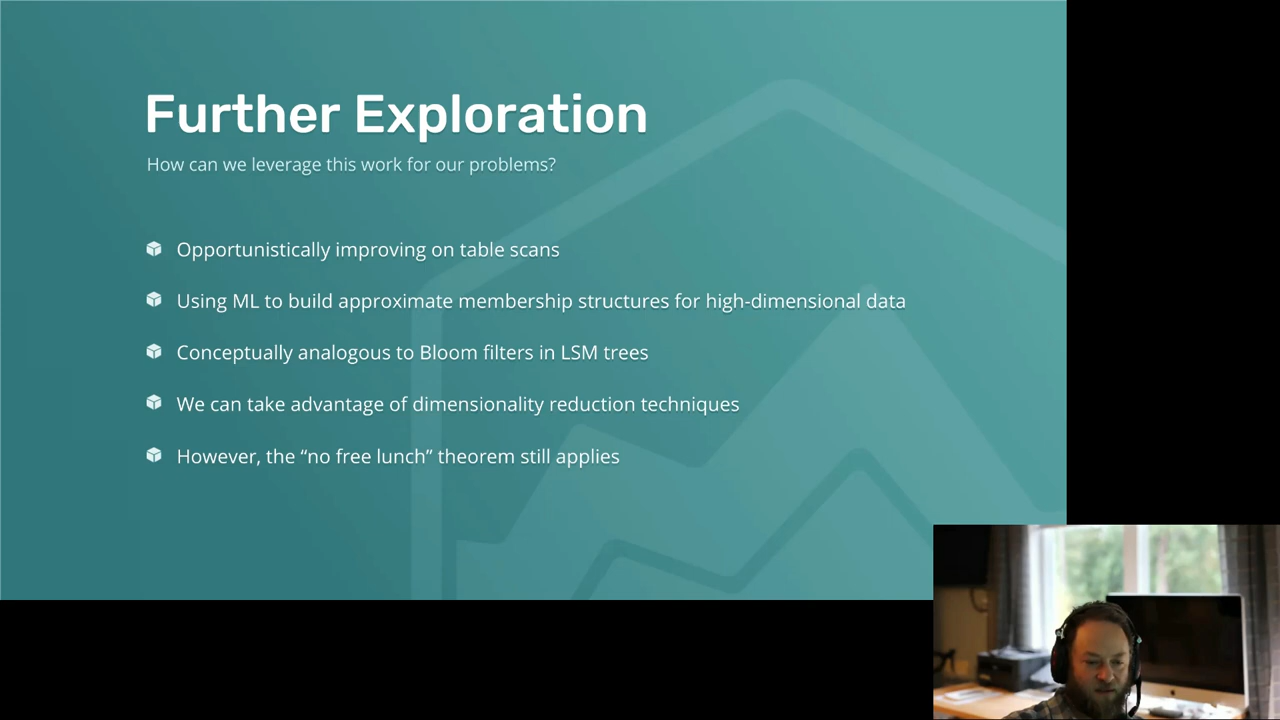 Further Exploration
How can we leverage this work for our problems?
Opportunistically improving on table scans
Using ML to build approximate membership structures for high-dimensional data
Conceptually analogous to Bloom filters in LSM trees
We can take advantage of dimensionality reduction techniques
However, the “no free lunch” theorem still applies